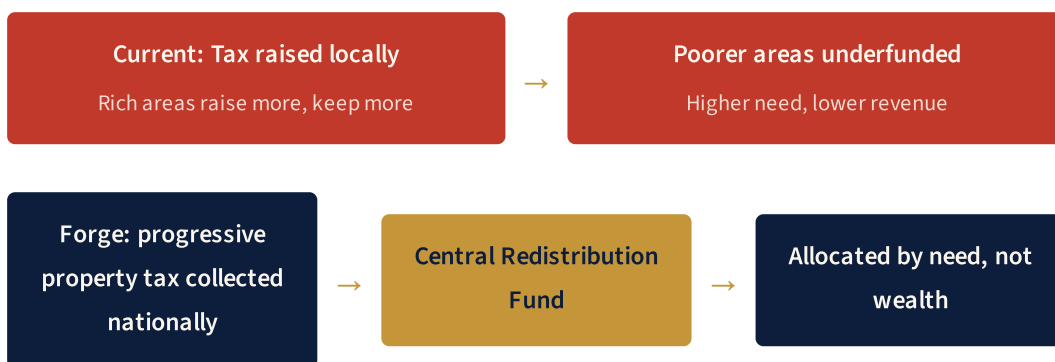 Current: Tax raised locally
Rich areas raise more, keep more
→
Poorer areas underfunded
Higher need, lower revenue
Forge: progressive
property tax collected
nationally
→
Central Redistribution
Fund
→
Allocated by need, not
wealth